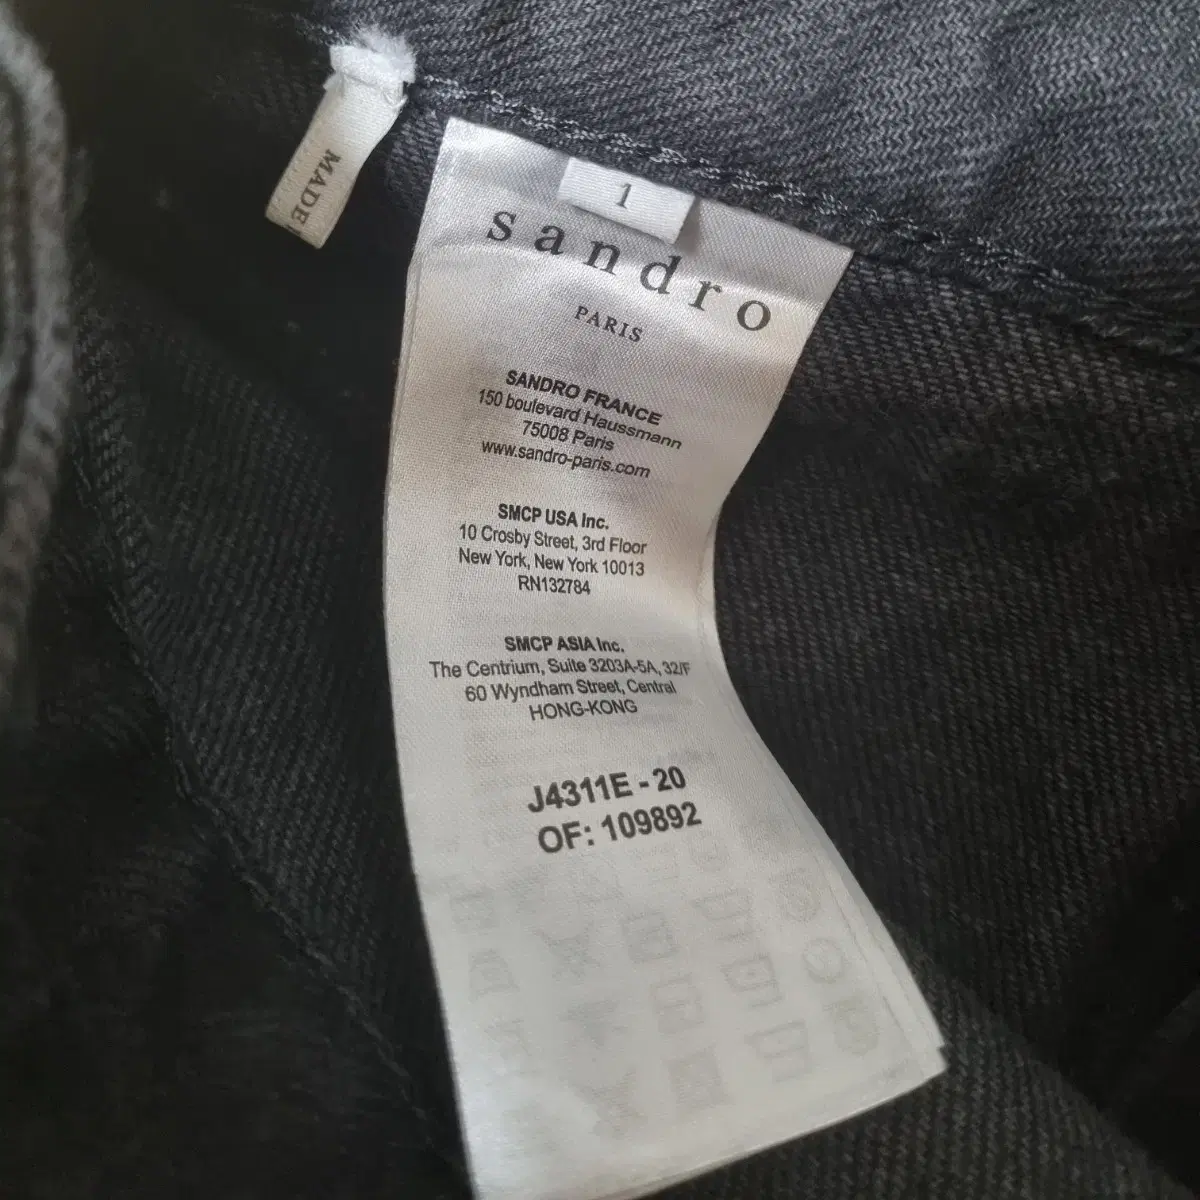 MADE
1
sandro
PARIS
SANDRO FRANCE
150 boulevard Haussmann
75008 Paris
www.sandro-paris.com
SMCP USA Inc.
10 Crosby Street, 3rd Floor
New York, New York 10013
RN132784
SMCP ASIA Inc.
The Centrium, Suite 3203A-5A, 32/F
60 Wyndham Street, Central
HONG-KONG
J4311E - 20
OF: 109892